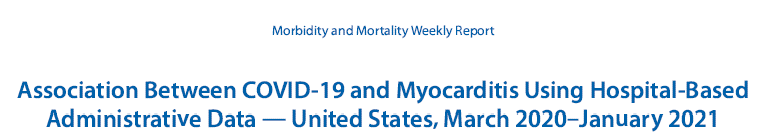 Morbidity and Mortality Weekly Report
Association Between COVID-19 and Myocarditis Using Hospital-Based
Administrative Data — United States, March 2020–January 2021